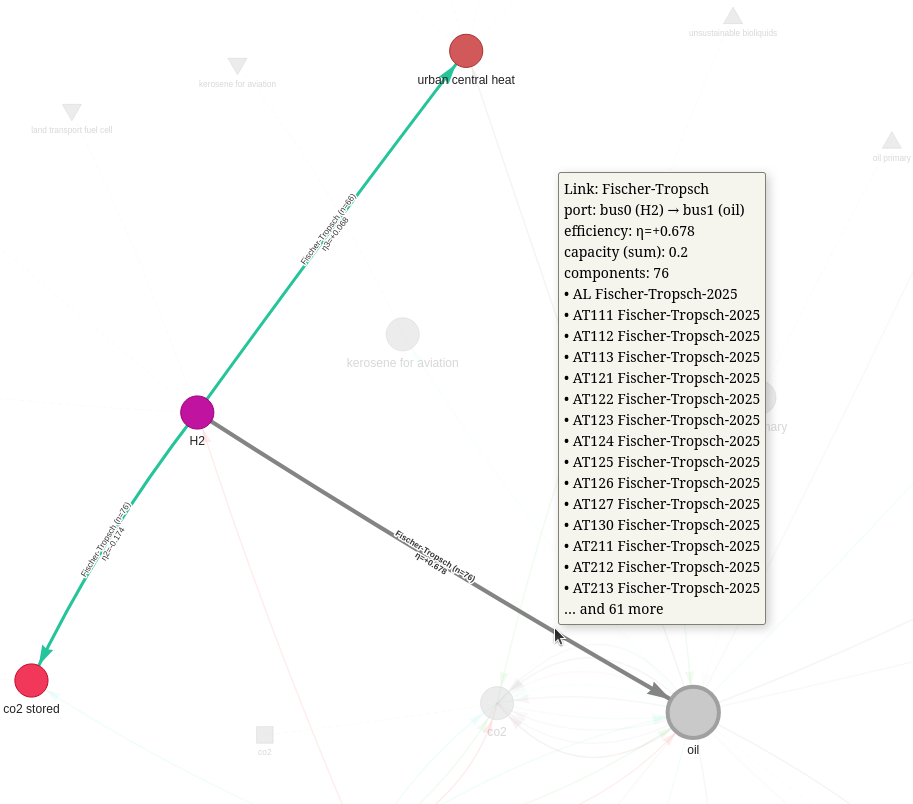 unsustainable bioliquids
urban central heat
kerosene for aviation
land transport fuel cell
oil primary
Link: Fischer-Tropsch
port: bus0 (H2) → bus1 (oil)
efficiency: η=+0.678
capacity (sum): 0.2
components: 76
• AL Fischer-Tropsch-2025
• AT111 Fischer-Tropsch-2025
• AT112 Fischer-Tropsch-2025
• AT113 Fischer-Tropsch-2025
• AT121 Fischer-Tropsch-2025
• AT122 Fischer-Tropsch-2025
• AT123 Fischer-Tropsch-2025
• AT124 Fischer-Tropsch-2025
• AT125 Fischer-Tropsch-2025
• AT126 Fischer-Tropsch-2025
• AT127 Fischer-Tropsch-2025
• AT130 Fischer-Tropsch-2025
• AT211 Fischer-Tropsch-2025
• AT212 Fischer-Tropsch-2025
• AT213 Fischer-Tropsch-2025
... and 61 more
Fischer-Tropsch (n=66)
η3=+0.068
kerosene for aviation
mary
H2
Fischer-Tropsch (n=76)
η2=-0.174
Fischer-Tropsch (n=76)
η=+0.678
co2 stored
co2
co2
oil